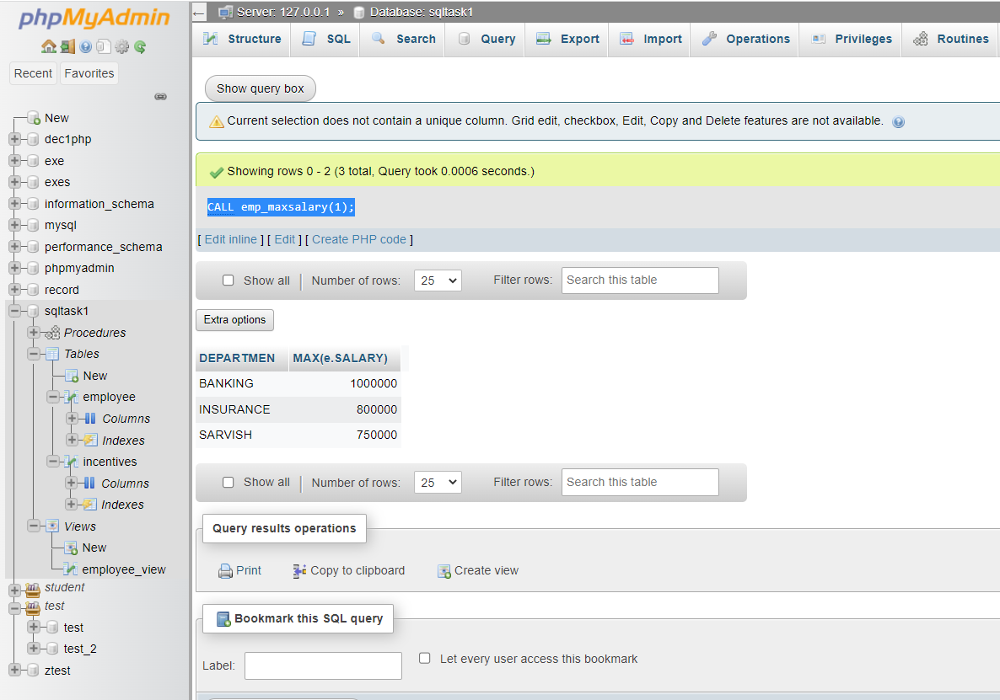 phpMyAdmin
Recent Favorites
New
dec1php
exe
exes
information_schema
mysql
performance_schema
phpmyadmin
record
sqltask1
Procedures
Tables
New
employee
Columns
Indexes
incentives
Columns
Indexes
Views
New
employee_view
student
test
test
test_2
ztest
Server: 127.0.0.1 » Database: sqltask1
Structure SQL Search Query Export Import Operations Privileges Routines
Show query box
Current selection does not contain a unique column. Grid edit, checkbox, Edit, Copy and Delete features are not available.
Showing rows 0 - 2 (3 total, Query took 0.0006 seconds.)
CALL emp_maxsalary(1);
[ Edit inline ] [ Edit ] [ Create PHP code ]
Show all | Number of rows: 25 Filter rows: Search this table
Extra options
DEPARTMEN MAX(e.SALARY)
BANKING 1000000
INSURANCE 800000
SARVISH 750000
Show all | Number of rows: 25 Filter rows: Search this table
Query results operations
Print Copy to clipboard Create view
Bookmark this SQL query
Label: Let every user access this bookmark